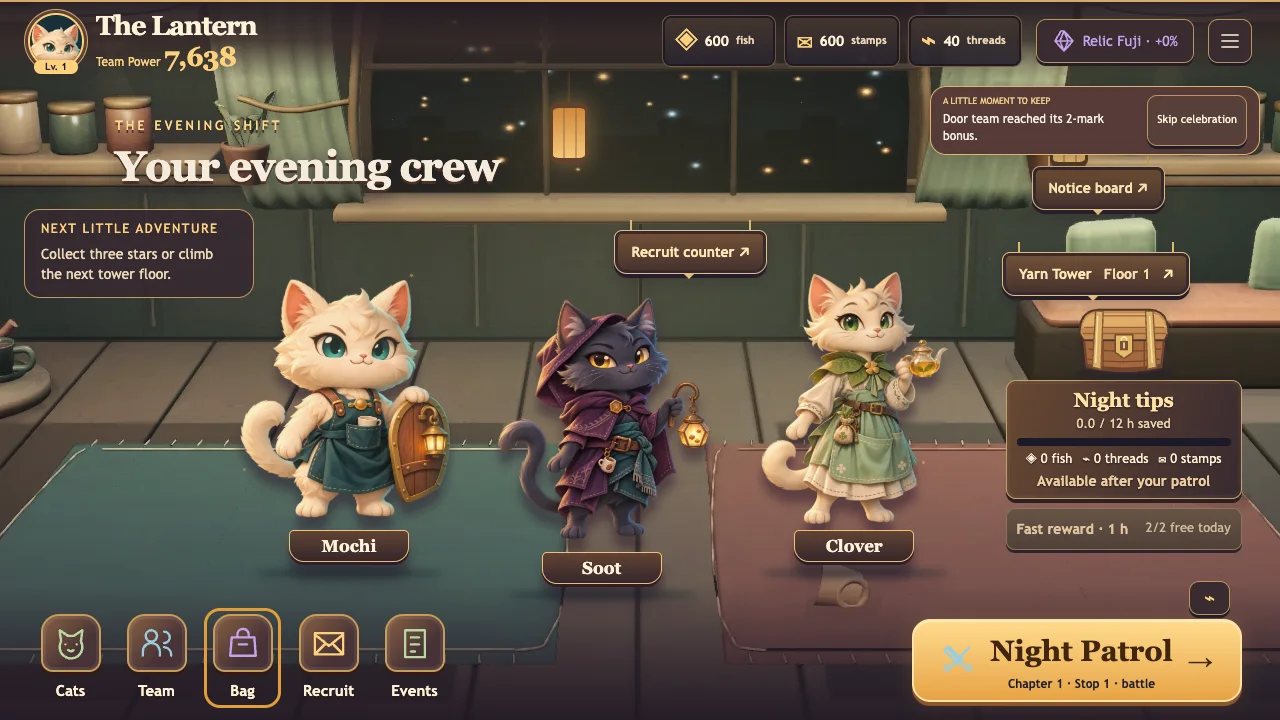 The Lantern
Team Power 7,638
Lv. 1
600 fish
600 stamps
40 threads
Relic Fuji · +0%
A LITTLE MOMENT TO KEEP
Door team reached its 2-mark
bonus.
Skip celebration
THE EVENING SHIFT
Your evening crew
NEXT LITTLE ADVENTURE
Collect three stars or climb
the next tower floor.
Notice board ↗
Recruit counter ↗
Yarn Tower Floor 1 ↗
Night tips
0.0 / 12 h saved
0 fish 0 threads 0 stamps
Available after your patrol
Fast reward · 1 h 2/2 free today
Mochi
Soot
Clover
Cats
Team
Bag
Recruit
Events
Night Patrol →
Chapter 1 · Stop 1 · battle